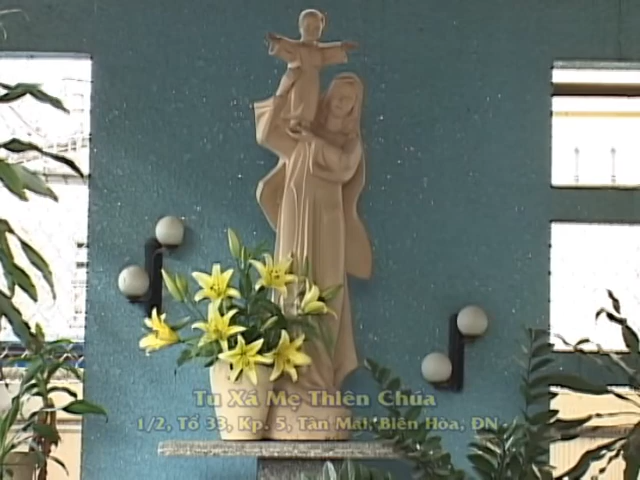 Tu Xá Mẹ Thiên Chúa
1/2, Tổ 33, Kp. 5, Tân Mai, Biên Hòa, ĐN